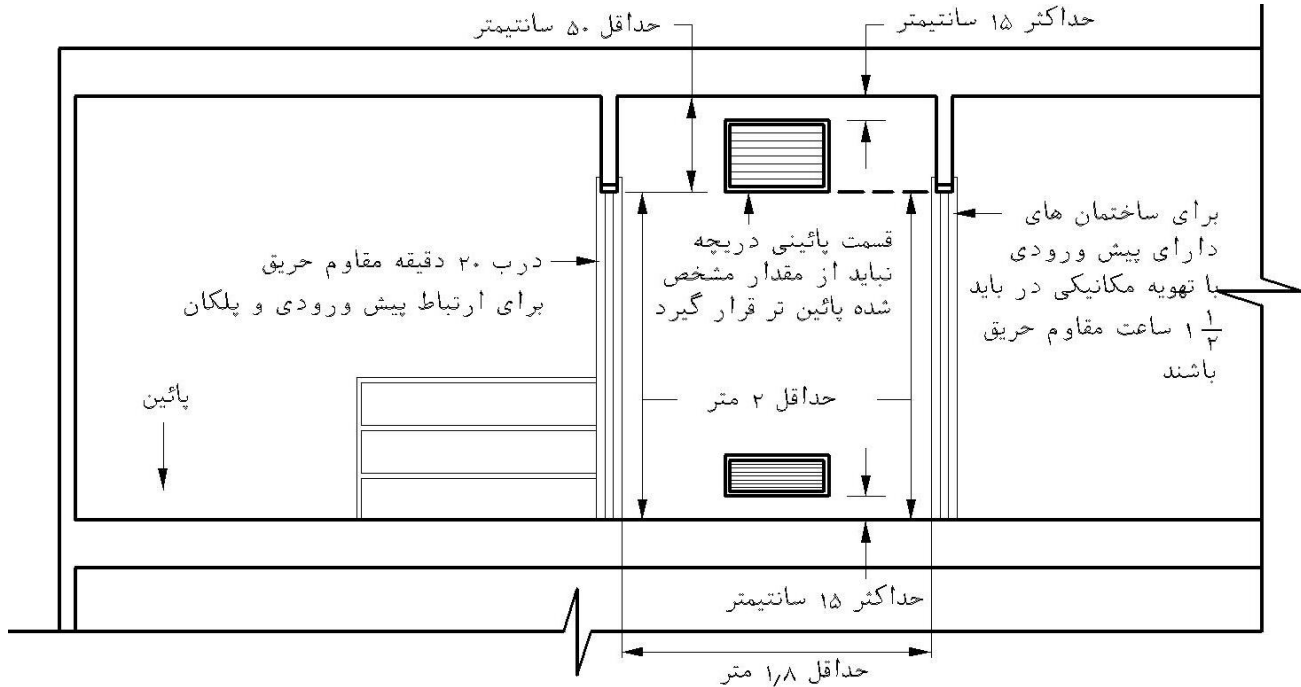 حداقل ۵۰ سانتیمتر
حداکثر ۱۵ سانتیمتر
برای ساختمان های
دارای پیش ورودی
با تهویه مکانیکی در باید
۱ ۱/۲ ساعت مقاوم حریق
باشند
قسمت پائینی دریچه
نباید از مقدار مشخص
شده پائین تر قرار گیرد
درب ۲۰ دقیقه مقاوم حریق
برای ارتباط پیش ورودی و پلکان
پائین
حداقل ۲ متر
حداکثر ۱۵ سانتیمتر
حداقل ۱٫۸ متر